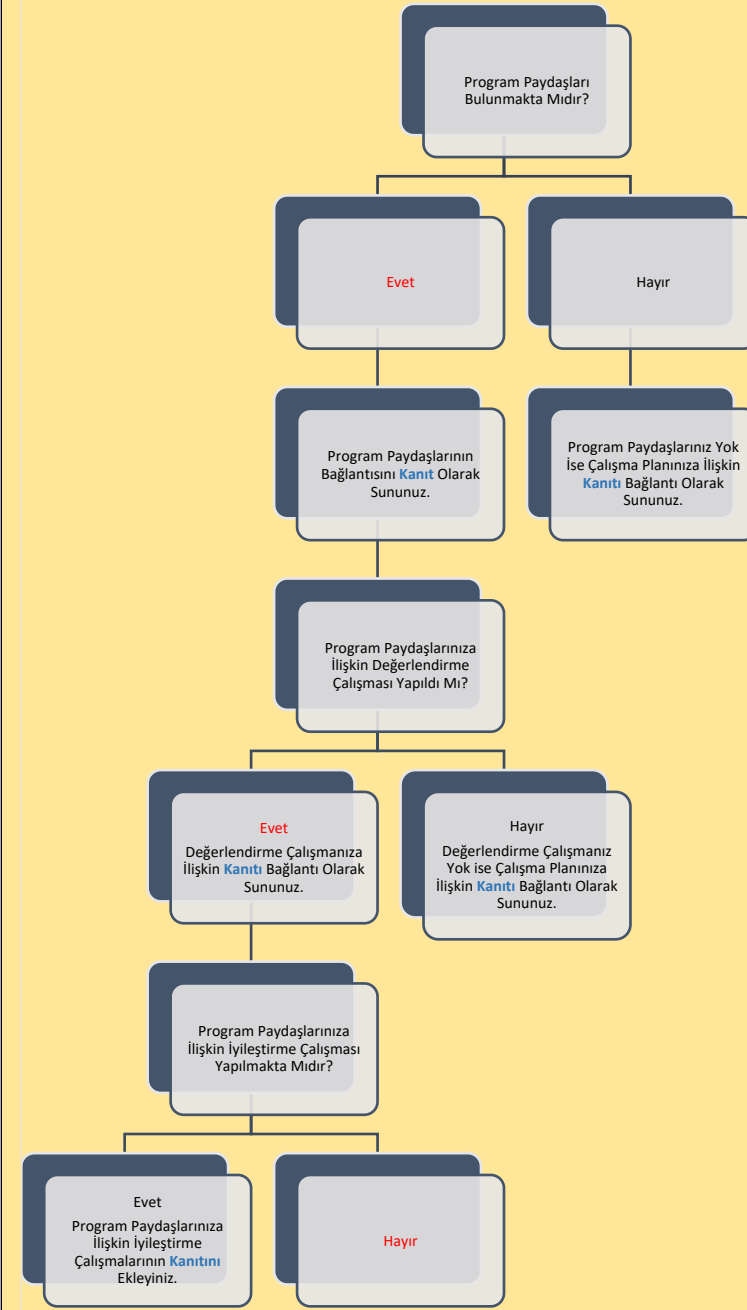 Program Paydaşları
Bulunmakta Mıdır?
Evet
Hayır
Program Paydaşlarının
Bağlantısını Kanıt Olarak
Sununuz.
Program Paydaşlarınız Yok
İse Çalışma Planınıza İlişkin
Kanıtı Bağlantı Olarak
Sununuz.
Program Paydaşlarınıza
İlişkin Değerlendirme
Çalışması Yapıldı Mı?
Evet
Değerlendirme Çalışmanıza
İlişkin Kanıtı Bağlantı Olarak
Sununuz.
Hayır
Değerlendirme Çalışmanız
Yok ise Çalışma Planınıza
İlişkin Kanıtı Bağlantı Olarak
Sununuz.
Program Paydaşlarınıza
İlişkin İyileştirme Çalışması
Yapılmakta Mıdır?
Evet
Program Paydaşlarınıza
İlişkin İyileştirme
Çalışmalarının Kanıtını
Ekleyiniz.
Hayır